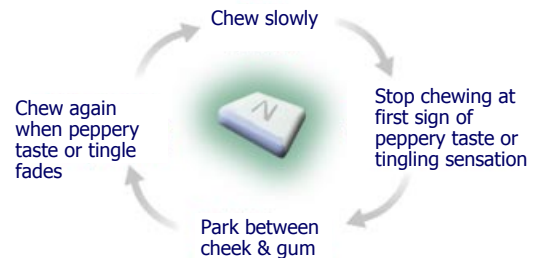 Chew slowly
Stop chewing at
first sign of
peppery taste or
tingling sensation
Park between
cheek & gum
Chew again
when peppery
taste or tingle
fades
N